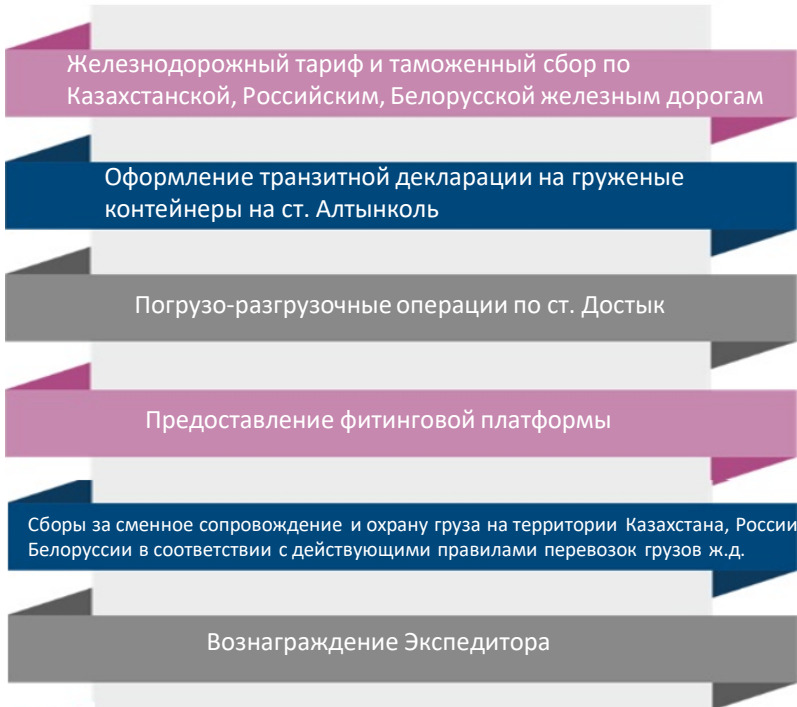 Железнодорожный тариф и таможенный сбор по
Казахстанской, Российским, Белорусской железным дорогам
Оформление транзитной декларации на груженые
контейнеры на ст. Алтынколь
Погрузо-разгрузочные операции по ст. Достык
Предоставление фитинговой платформы
Сборы за сменное сопровождение и охрану груза на территории Казахстана, России
Белоруссии в соответствии с действующими правилами перевозок грузов ж.д.
Вознаграждение Экспедитора